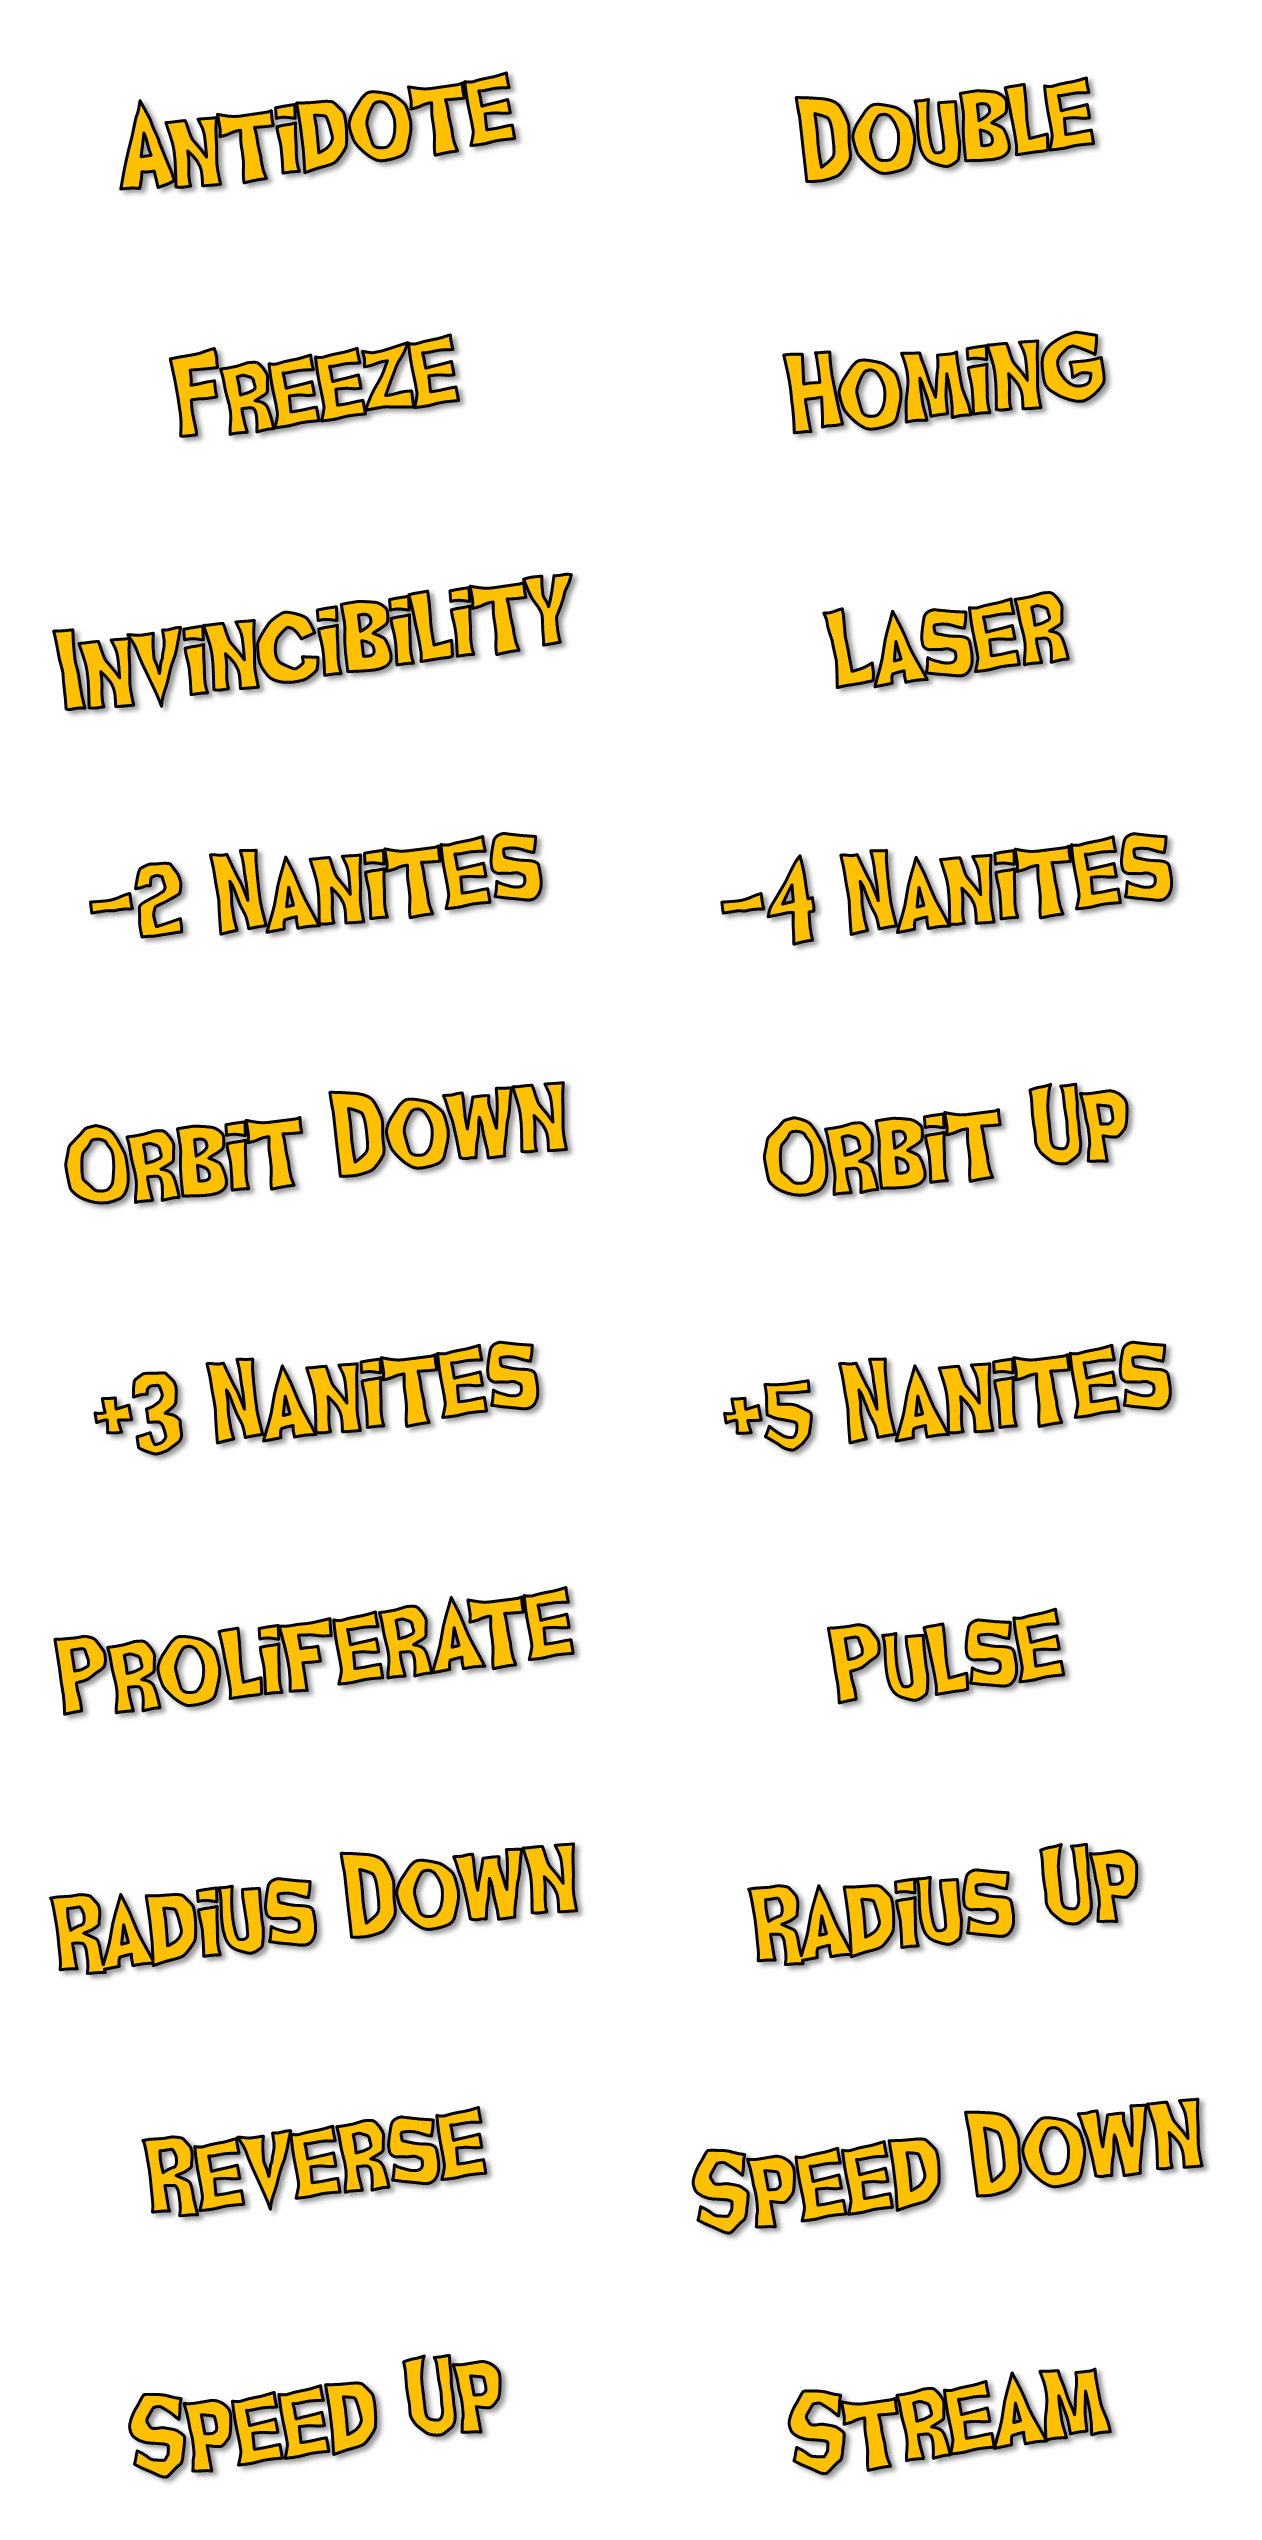 Antidote
Double
Freeze
Homing
Invincibility
Laser
-2 Nanites
-4 Nanites
Orbit Down
Orbit Up
+3 Nanites
+5 Nanites
Proliferate
Pulse
Radius Down
Radius Up
Reverse
Speed Down
Speed Up
Stream